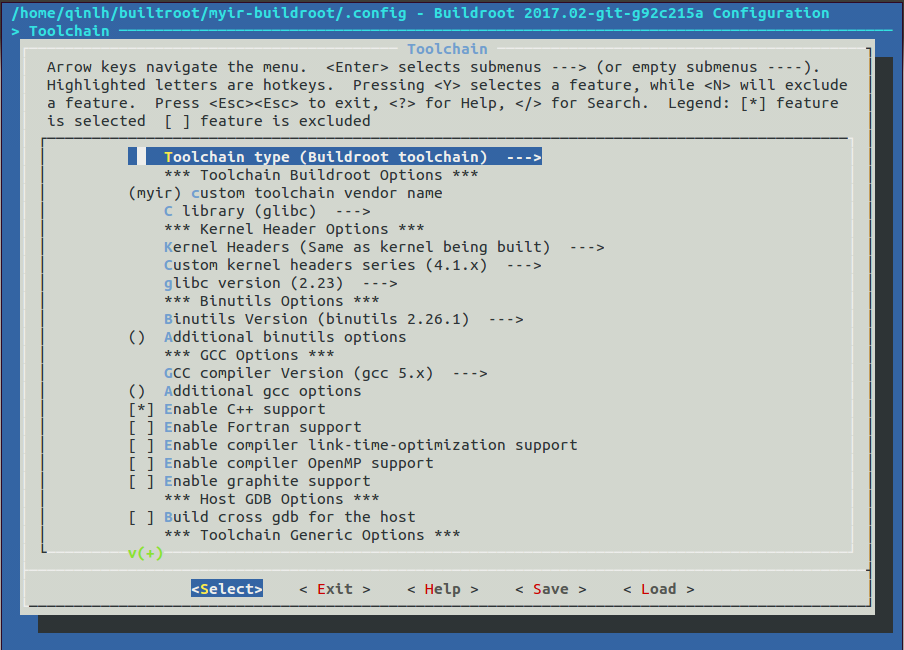 /home/qinlh/builtroot/myir-buildroot/.config - Buildroot 2017.02-git-g92c215a Configuration
> Toolchain
Toolchain
Arrow keys navigate the menu.  <Enter> selects submenus ---> (or empty submenus ----).
Highlighted letters are hotkeys.  Pressing <Y> selectes a feature, while <N> will exclude
a feature.  Press <Esc><Esc> to exit, <?> for Help, </> for Search.  Legend: [*] feature
is selected  [ ] feature is excluded
Toolchain type (Buildroot toolchain)  --->
*** Toolchain Buildroot Options ***
(myir) custom toolchain vendor name
C library (glibc)  --->
*** Kernel Header Options ***
Kernel Headers (Same as kernel being built)  --->
Custom kernel headers series (4.1.x)  --->
glibc version (2.23)  --->
*** Binutils Options ***
Binutils Version (binutils 2.26.1)  --->
()  Additional binutils options
*** GCC Options ***
GCC compiler Version (gcc 5.x)  --->
()  Additional gcc options
[*] Enable C++ support
[ ] Enable Fortran support
[ ] Enable compiler link-time-optimization support
[ ] Enable compiler OpenMP support
[ ] Enable graphite support
*** Host GDB Options ***
[ ] Build cross gdb for the host
*** Toolchain Generic Options ***
v(+)
<Select>    < Exit >    < Help >    < Save >    < Load >